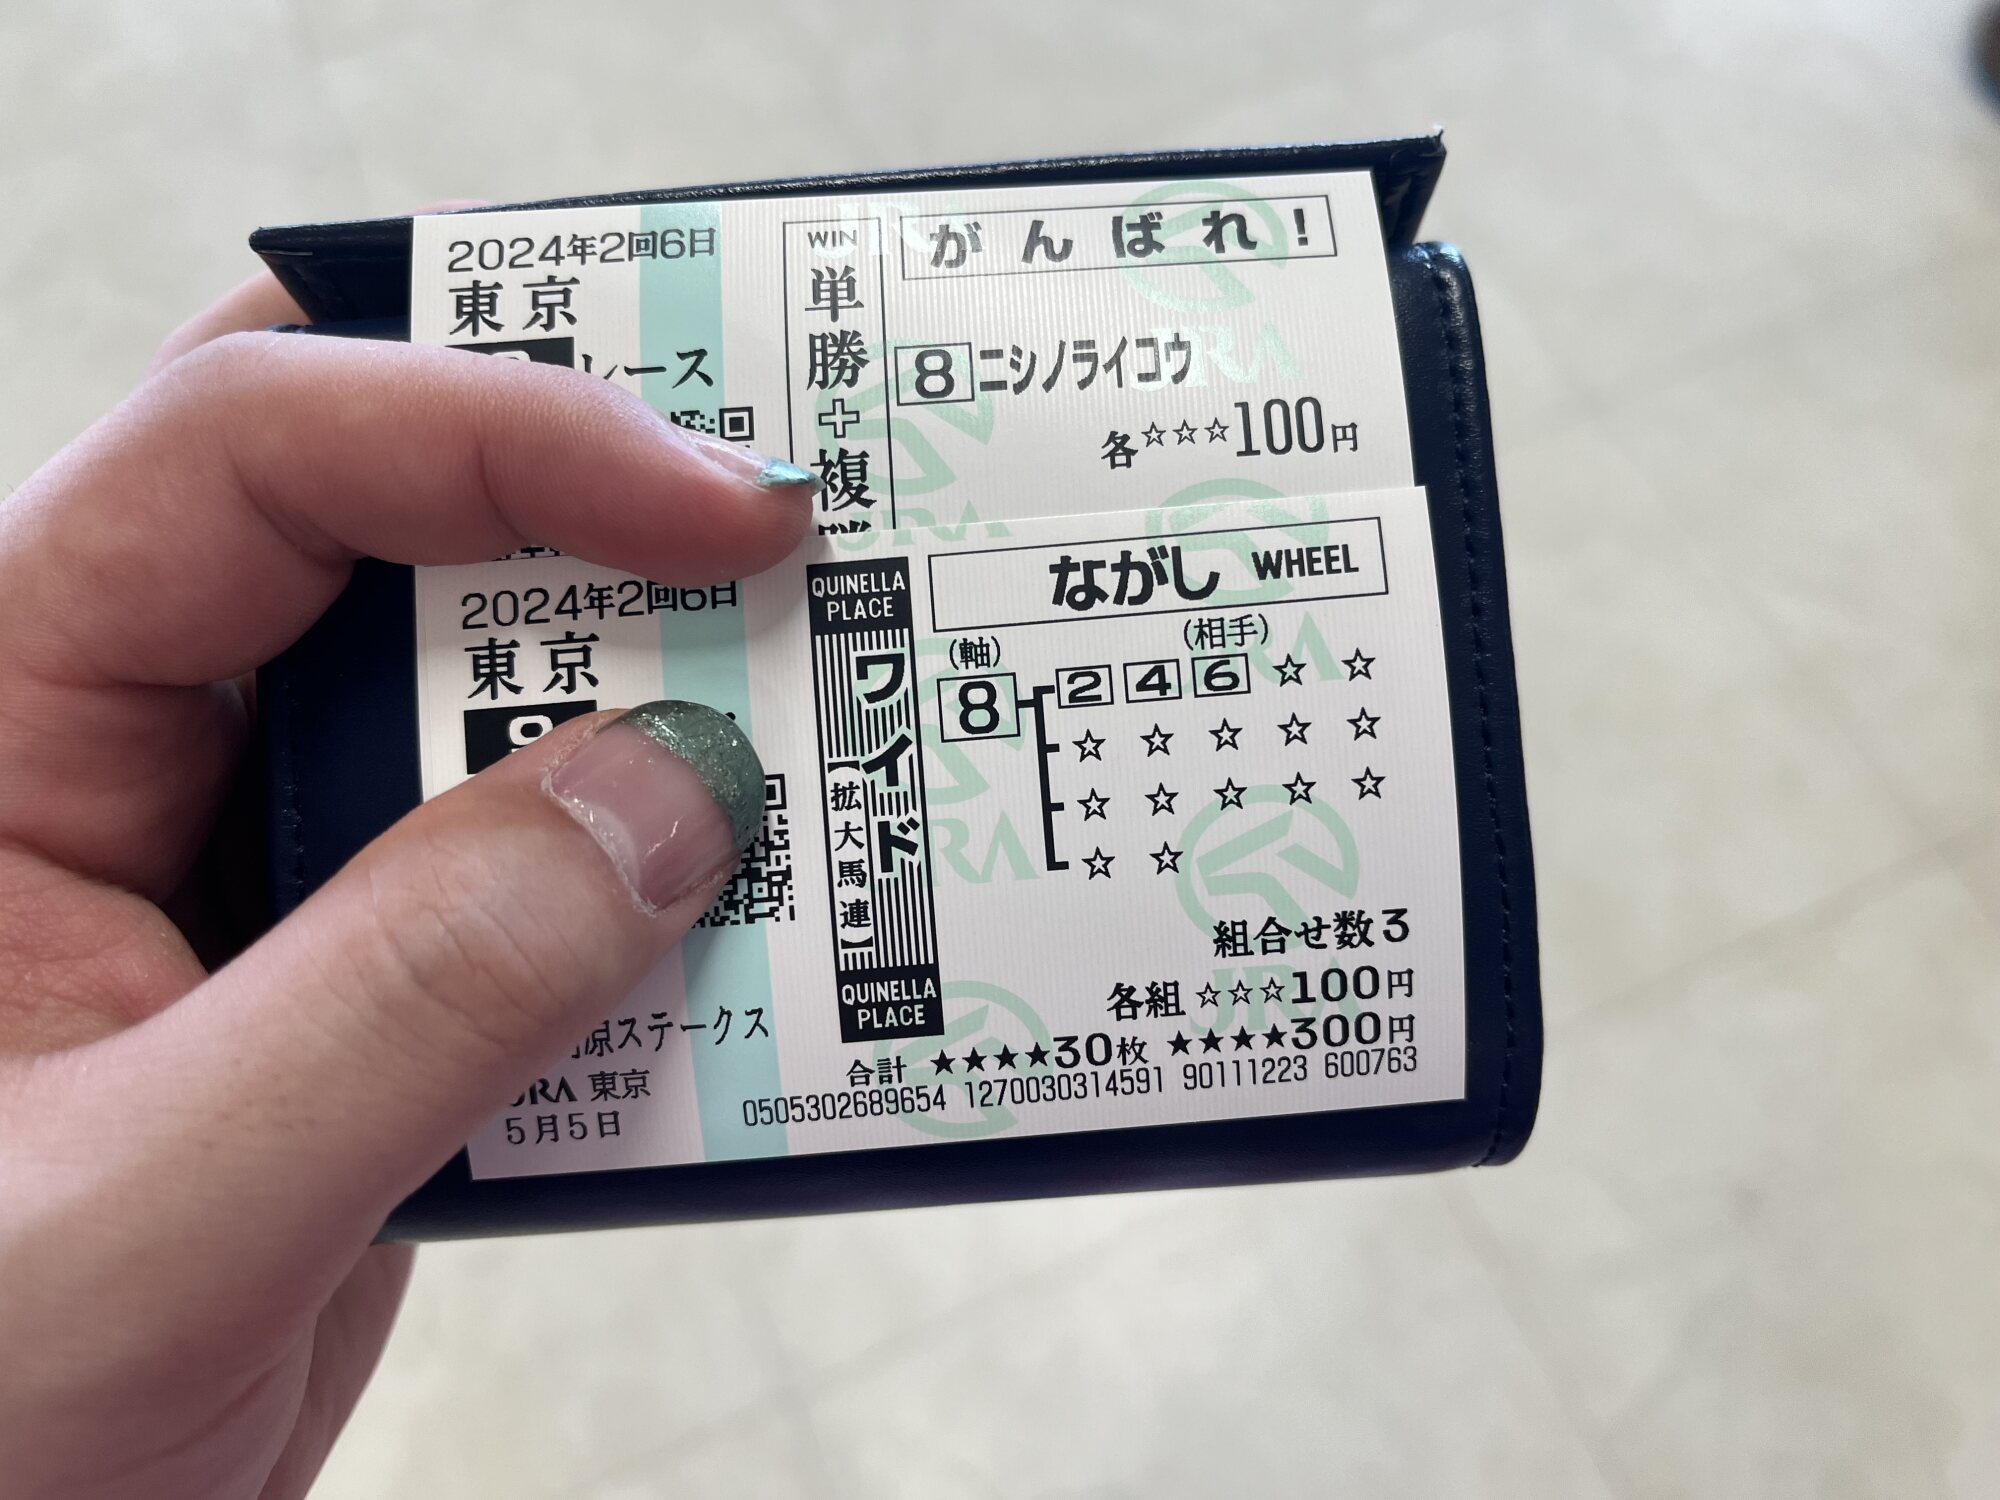 2024年2回6日
東京
レース
WIN
単勝+複勝
がんばれ!
8 ニシノライコウ
各☆☆☆100円
2024年2回6日
東京
9
原ステークス
JRA 東京
5月5日
QUINELLA PLACE
ワイド
【拡大馬連】
QUINELLA PLACE
ながし WHEEL
(軸) (相手)
8 2 4 6 ☆ ☆
☆ ☆ ☆ ☆ ☆
☆ ☆ ☆ ☆ ☆
☆ ☆
組合せ数3
各組 ☆☆☆100円
合計 ★★★★30枚 ★★★★300円
0505302689654 1270030314591 90111223 600763
JRA